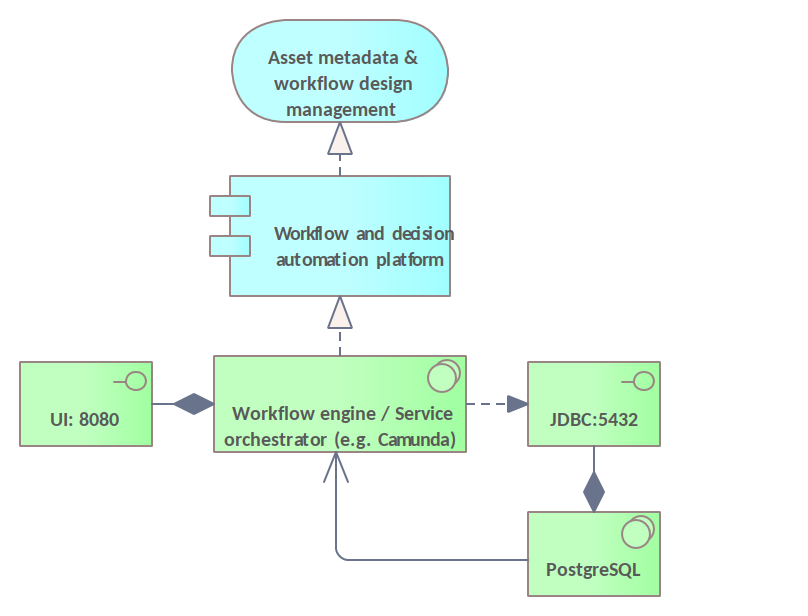 Asset metadata &
workflow design
management
Workflow and decision
automation platform
UI: 8080
Workflow engine / Service
orchestrator (e.g. Camunda)
JDBC:5432
PostgreSQL